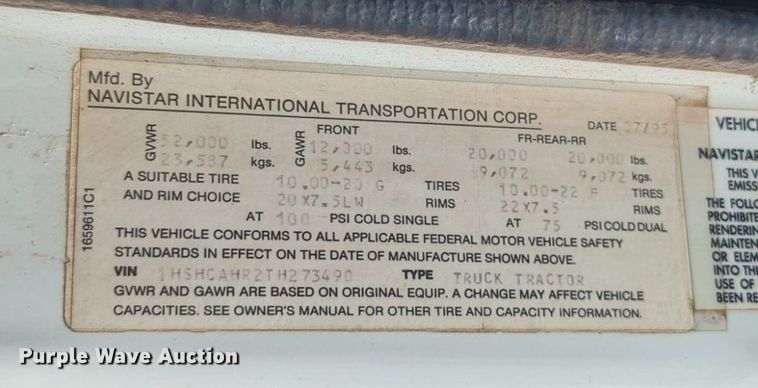 Mfd. By
NAVISTAR INTERNATIONAL TRANSPORTATION CORP. DATE 07/95
GVWR 52,000 lbs. GAWR FRONT 12,000 FR-REAR-RR 20,000 20,000 lbs.
23,587 kgs. 5,443 kgs. 9,072 9,072 kgs.
A SUITABLE TIRE 10.00-20 G TIRES 10.00-22 F TIRES
AND RIM CHOICE 20X7.5LW RIMS 22X7.5 RIMS
AT 100 PSI COLD SINGLE AT 75 PSI COLD DUAL
THIS VEHICLE CONFORMS TO ALL APPLICABLE FEDERAL MOTOR VEHICLE SAFETY
STANDARDS IN EFFECT ON THE DATE OF MANUFACTURE SHOWN ABOVE.
VIN 1HSHCAHR2TH273490 TYPE TRUCK TRACTOR
GVWR AND GAWR ARE BASED ON ORIGINAL EQUIP. A CHANGE MAY AFFECT VEHICLE
CAPACITIES. SEE OWNER'S MANUAL FOR OTHER TIRE AND CAPACITY INFORMATION.
1659611C1
VEHIC
NAVISTAR
THIS V
EMISS
THE FOLLO
PROHIBITE
RENDERIN
MAINTEN
OR ELEM
INTO TH
USE OF
BEEN RE
Purple Wave Auction